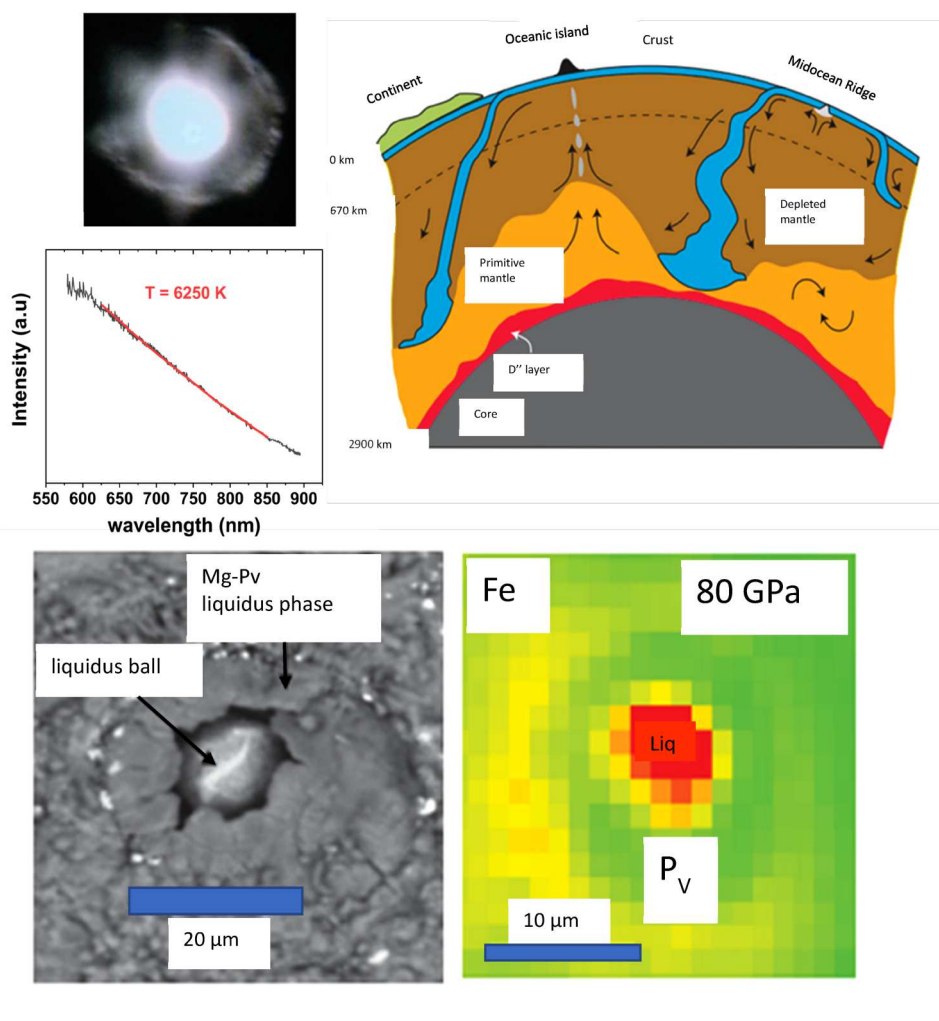 Oceanic island
Crust
Continent
Midocean Ridge
0 km
670 km
2900 km
Depleted
mantle
Primitive
mantle
D’’ layer
Core
T = 6250 K
Intensity (a.u)
550 600 650 700 750 800 850 900
wavelength (nm)
Mg-Pv
liquidus phase
liquidus ball
20 µm
Fe
80 GPa
Liq
PV
10 µm